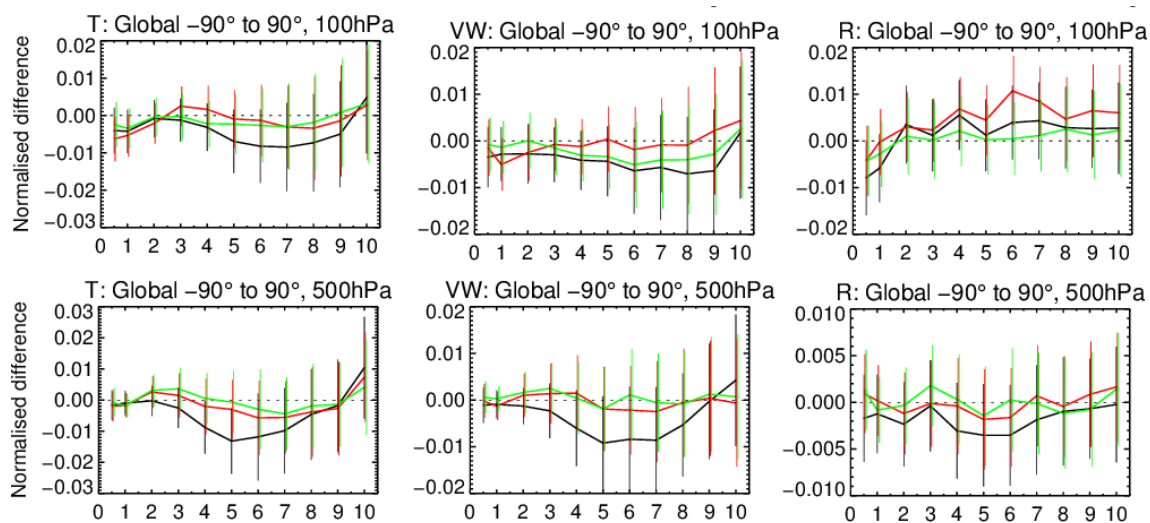 T: Global −90° to 90°, 100hPa
VW: Global −90° to 90°, 100hPa
R: Global −90° to 90°, 100hPa
Normalised difference
0.02
0.01
0.00
−0.01
−0.02
−0.03
0 1 2 3 4 5 6 7 8 9 10
0.02
0.01
0.00
−0.01
−0.02
0 1 2 3 4 5 6 7 8 9 10
0.02
0.01
0.00
−0.01
−0.02
0 1 2 3 4 5 6 7 8 9 10
T: Global −90° to 90°, 500hPa
VW: Global −90° to 90°, 500hPa
R: Global −90° to 90°, 500hPa
Normalised difference
0.03
0.02
0.01
0.00
−0.01
0.02
−0.03
0 1 2 3 4 5 6 7 8 9 10
0.02
0.01
0.00
−0.01
−0.02
0 1 2 3 4 5 6 7 8 9 10
0.010
0.005
0.000
−0.005
−0.010
0 1 2 3 4 5 6 7 8 9 10